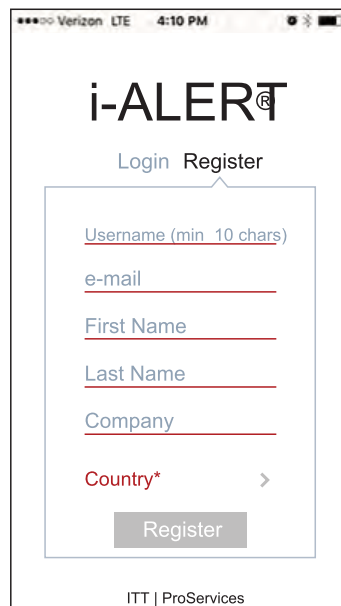 Verizon LTE 4:10 PM
i-ALERT®
Login Register
Username (min 10 chars)
e-mail
First Name
Last Name
Company
Country*
Register
ITT | ProServices